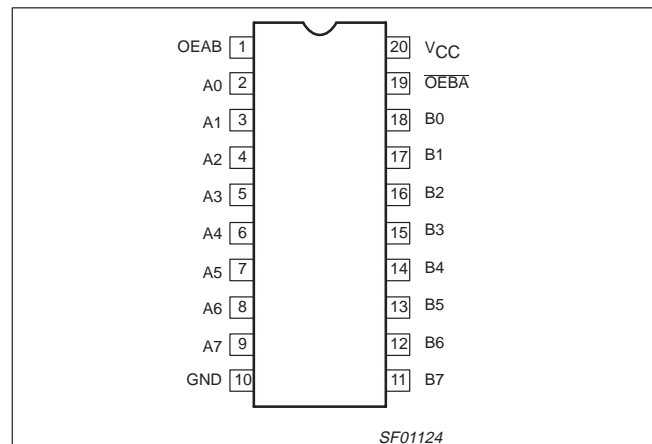 OEAB 1 20 VCC
A0 2 19 OEBA
A1 3 18 B0
A2 4 17 B1
A3 5 16 B2
A4 6 15 B3
A5 7 14 B4
A6 8 13 B5
A7 9 12 B6
GND 10 11 B7
SF01124